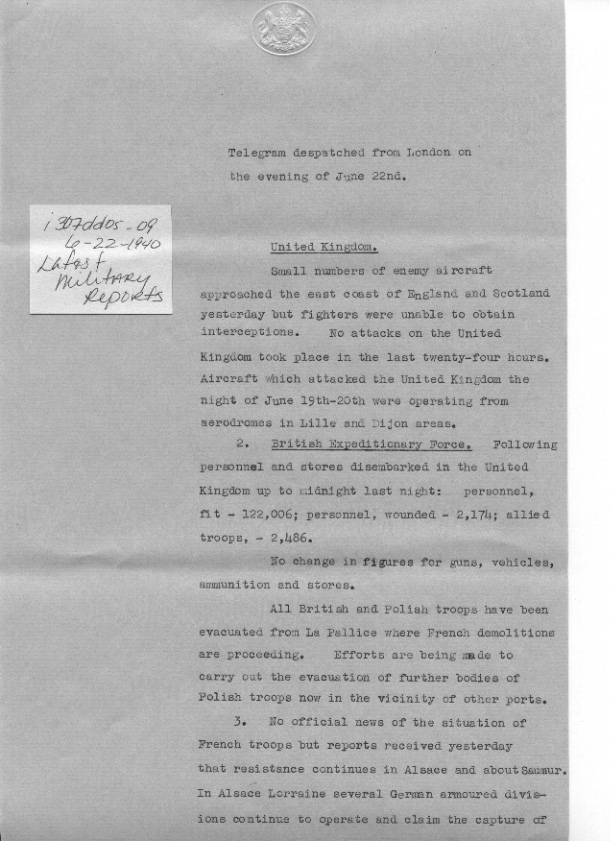 Telegram despatched from London on
the evening of June 22nd.
i307dd05-09
6-22-1940
Latest
Military
Reports
United Kingdom.
Small numbers of enemy aircraft
approached the east coast of England and Scotland
yesterday but fighters were unable to obtain
interceptions. No attacks on the United
Kingdom took place in the last twenty-four hours.
Aircraft which attacked the United Kingdom the
night of June 19th-20th were operating from
aerodromes in Lille and Dijon areas.
2. British Expeditionary Force. Following
personnel and stores disembarked in the United
Kingdom up to midnight last night: personnel,
fit - 122,006; personnel, wounded - 2,174; allied
troops, - 2,486.
No change in figures for guns, vehicles,
ammunition and stores.
All British and Polish troops have been
evacuated from La Pallice where French demolitions
are proceeding. Efforts are being made to
carry out the evacuation of further bodies of
Polish troops now in the vicinity of other ports.
3. No official news of the situation of
French troops but reports received yesterday
that resistance continues in Alsace and about Saumur.
In Alsace Lorraine several German armoured divis-
ions continue to operate and claim the capture of